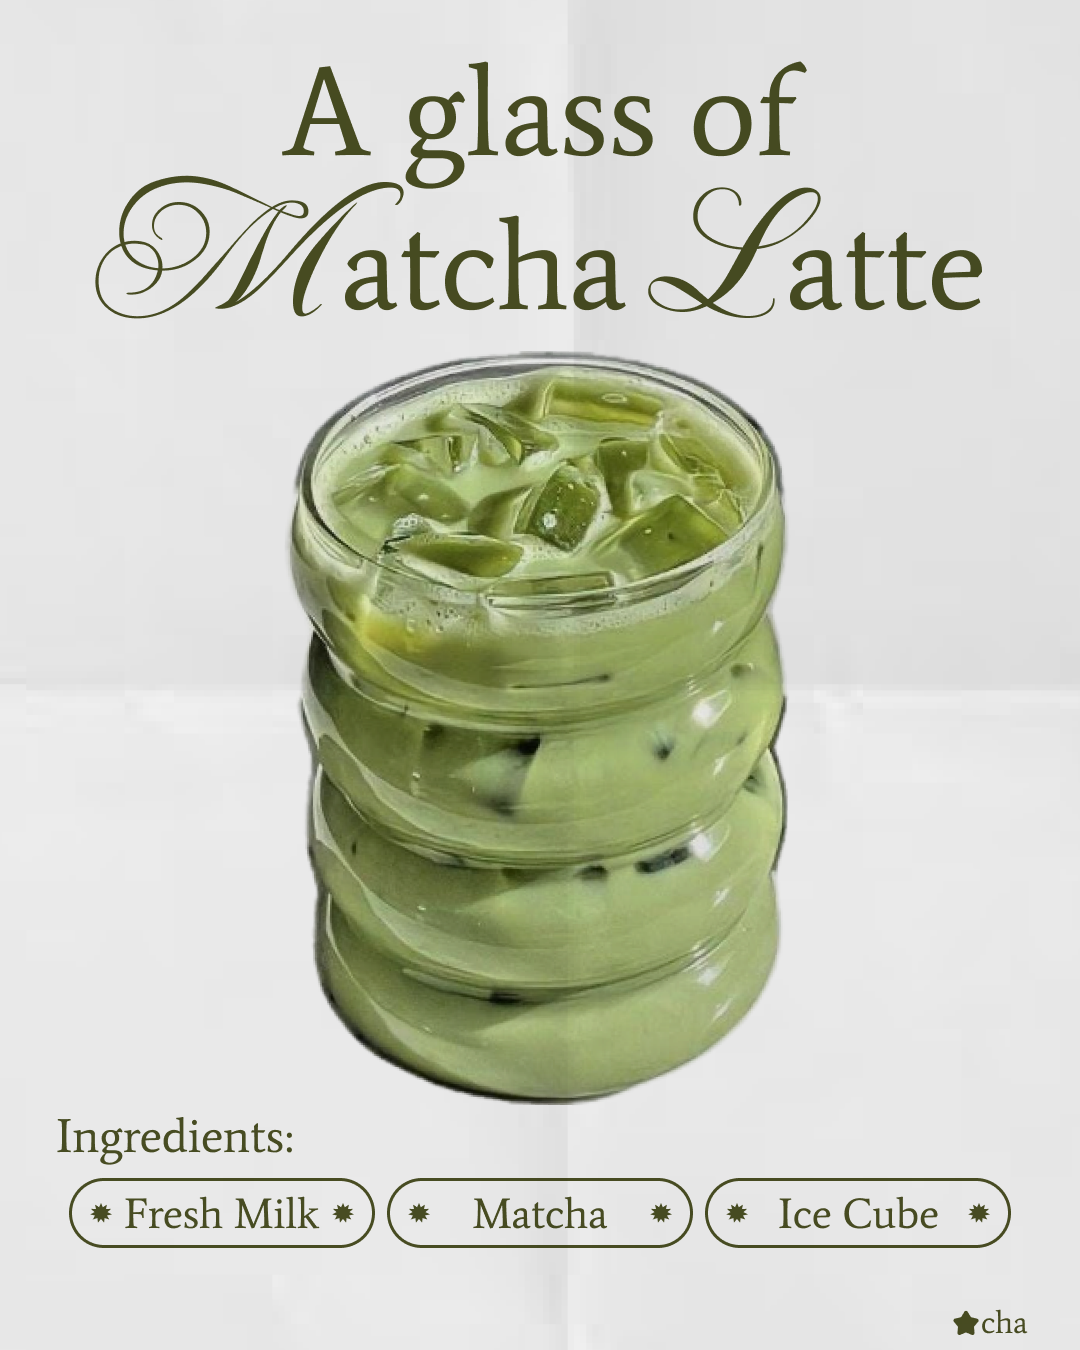 A glass of
Matcha Latte
Ingredients:
Fresh Milk
Matcha
Ice Cube
cha